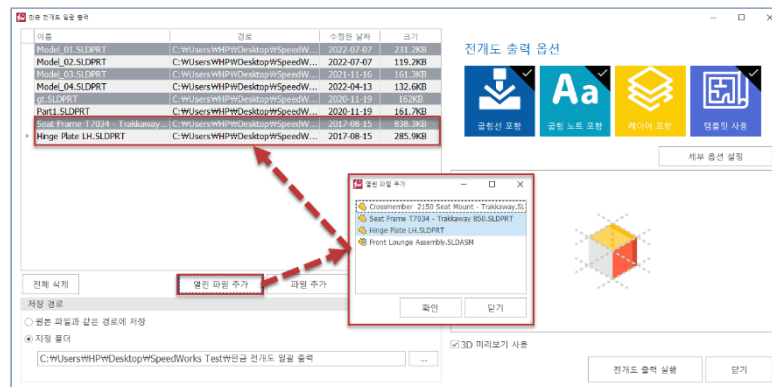 판금 전개도 일괄 출력
이름 경로 수정한 날짜 크기
Model_01.SLDPRT C:₩Users₩HP₩Desktop₩SpeedW... 2022-07-07 231.2KB
Model_02.SLDPRT C:₩Users₩HP₩Desktop₩SpeedW... 2022-07-07 119.2KB
Model_03.SLDPRT C:₩Users₩HP₩Desktop₩SpeedW... 2021-11-16 161.3KB
Model_04.SLDPRT C:₩Users₩HP₩Desktop₩SpeedW... 2022-04-13 132.6KB
gt.SLDPRT C:₩Users₩HP₩Desktop₩SpeedW... 2020-11-19 162KB
Part1.SLDPRT C:₩Users₩HP₩Desktop₩SpeedW... 2020-11-19 161.7KB
Seat Frame T7034 - Trakkaway... C:₩Users₩HP₩Desktop₩SpeedW... 2017-08-15 838.3KB
Hinge Plate LH.SLDPRT C:₩Users₩HP₩Desktop₩SpeedW... 2017-08-15 285.9KB
전체 삭제
열린 파일 추가
파일 추가
저장 경로
원본 파일과 같은 경로에 저장
지정 폴더
C:₩Users₩HP₩Desktop₩SpeedWorks Test₩판금 전개도 일괄 출력
...
열린 파일 추가
Crossmember 2150 Seat Mount - Trakkaway.SL
Seat Frame T7034 - Trakkaway 850.SLDPRT
Hinge Plate LH.SLDPRT
Front Lounge Assembly.SLDASM
확인
닫기
전개도 출력 옵션
굽힘선 포함
Aa
굽힘 노트 포함
레이어 포함
템플릿 사용
세부 옵션 설정
3D 미리보기 사용
전개도 출력 실행
닫기